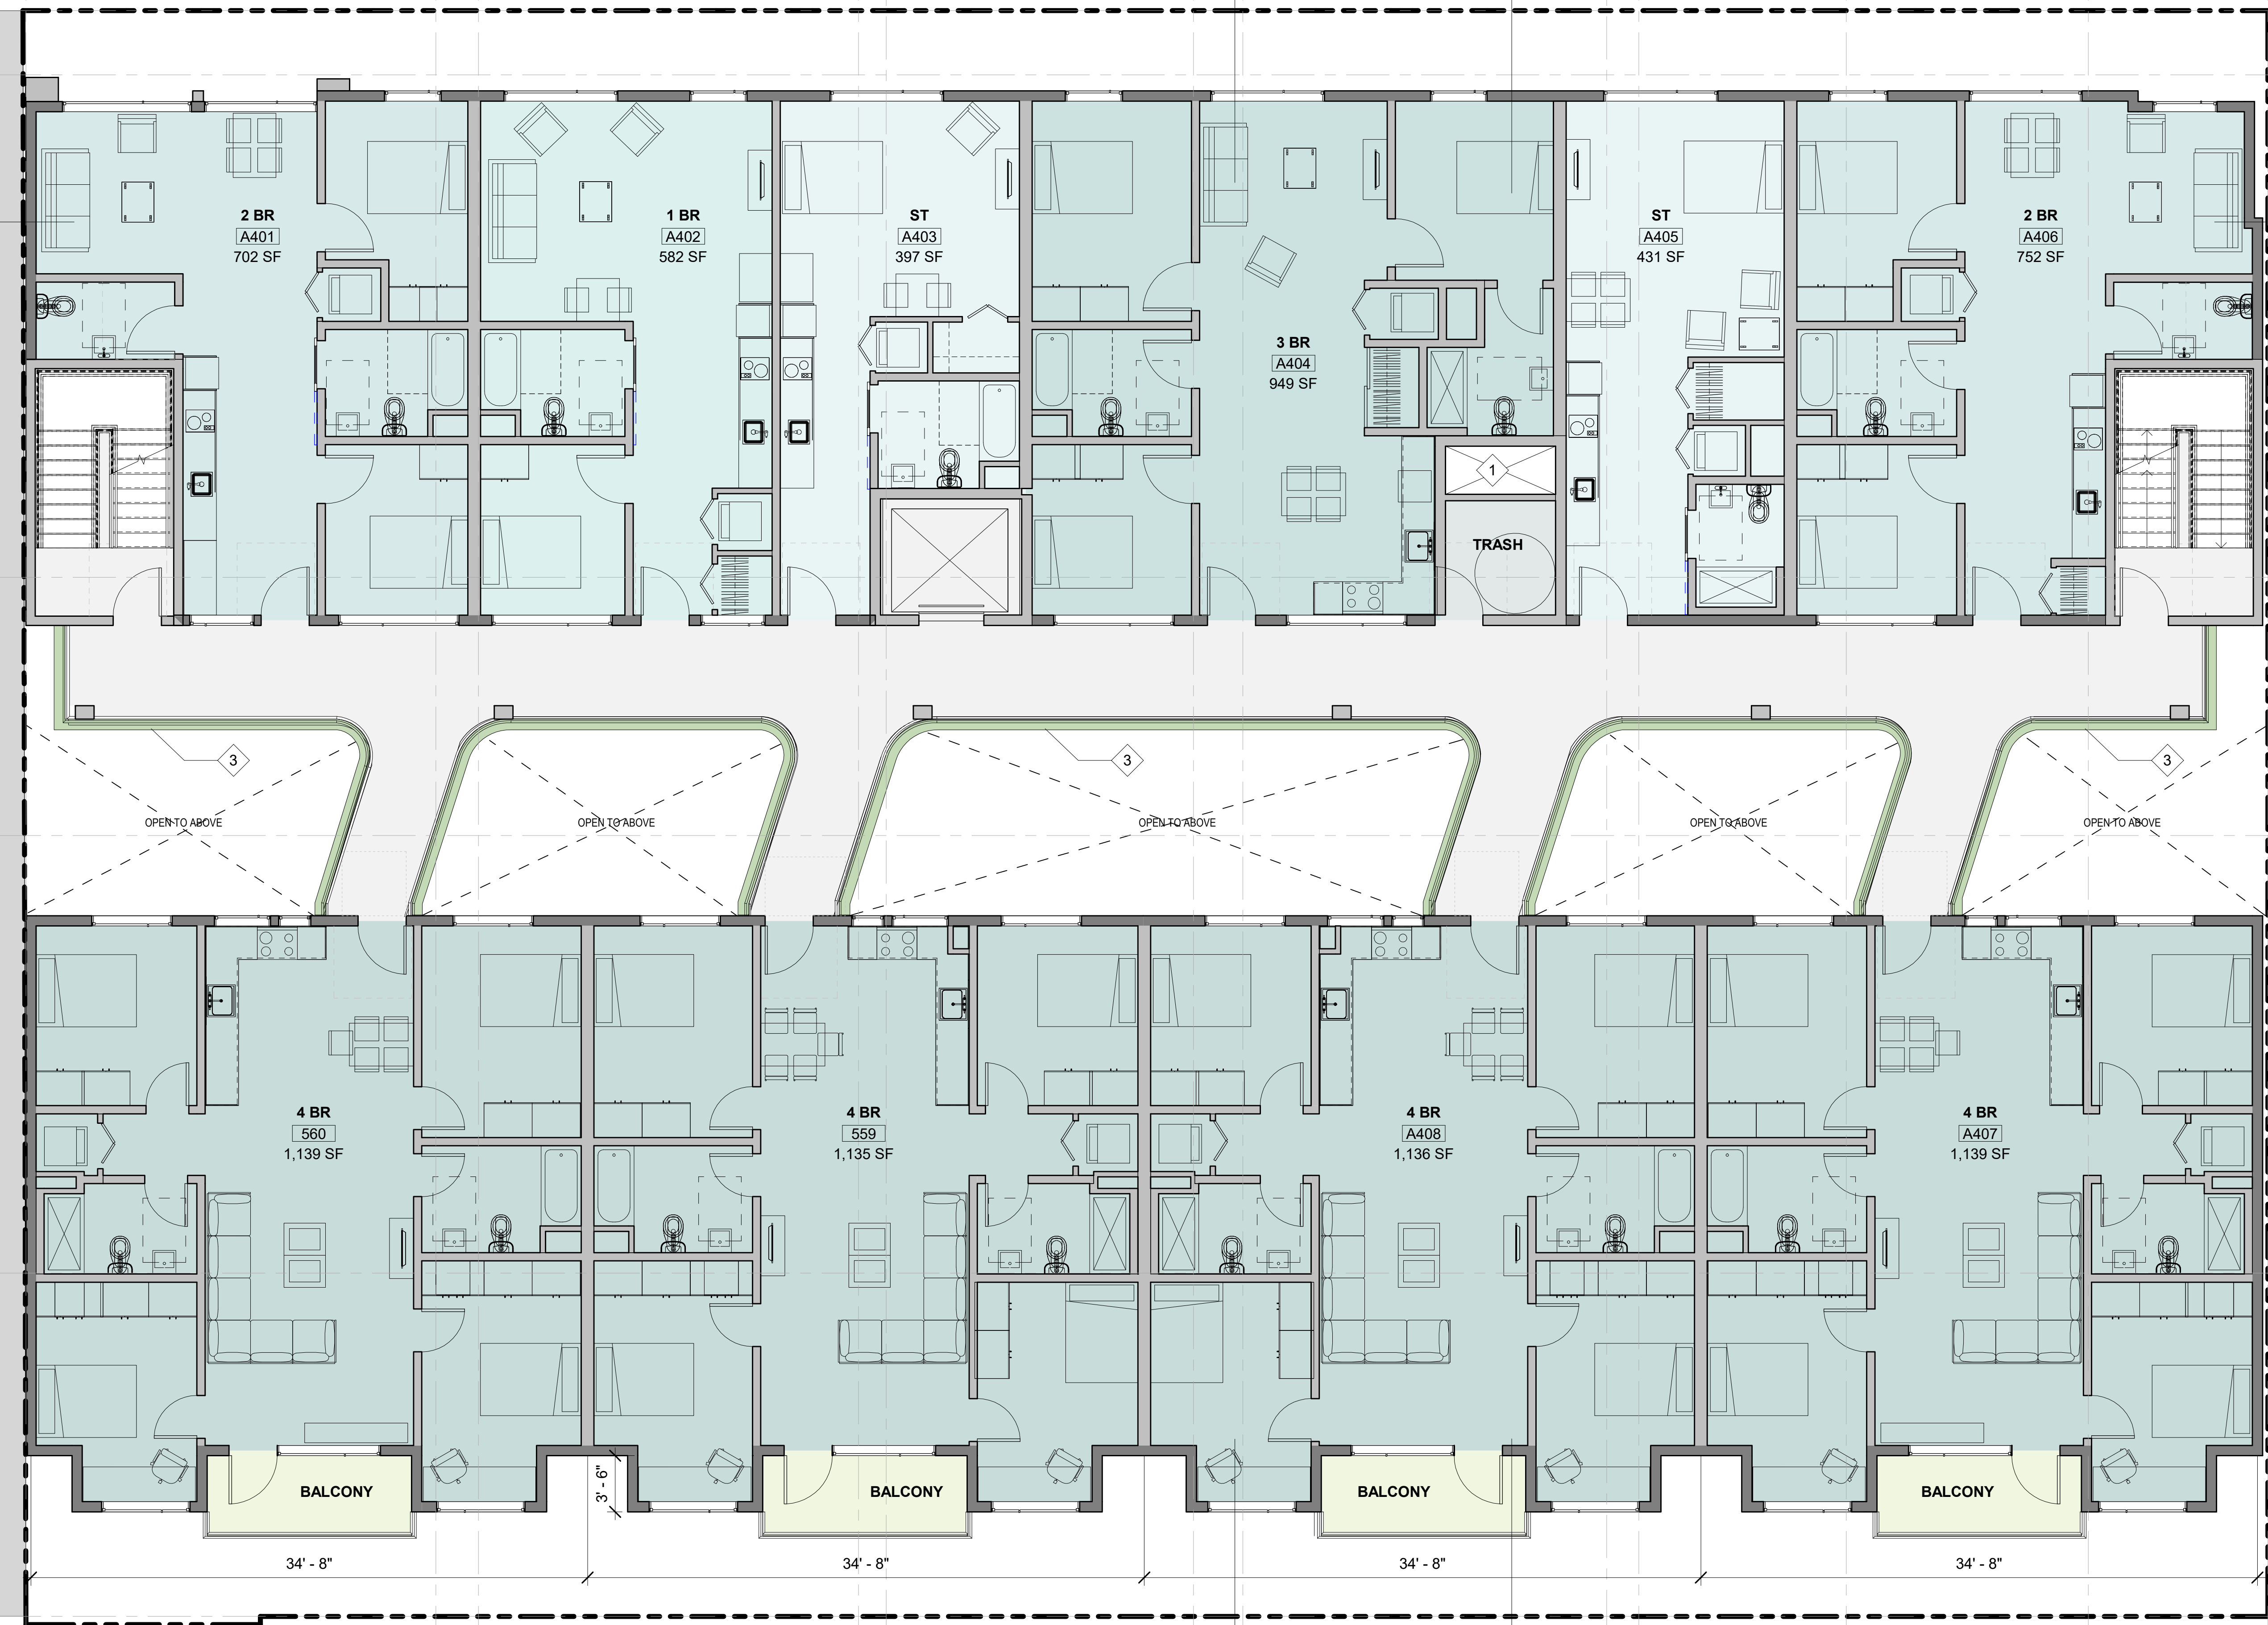 2 BR
A401
702 SF
1 BR
A402
582 SF
ST
A403
397 SF
3 BR
A404
949 SF
ST
A405
431 SF
2 BR
A406
752 SF
1
TRASH
3
3
3
OPEN TO ABOVE
OPEN TO ABOVE
OPEN TO ABOVE
OPEN TO ABOVE
OPEN TO ABOVE
4 BR
560
1,139 SF
4 BR
559
1,135 SF
4 BR
A408
1,136 SF
4 BR
A407
1,139 SF
3' - 6"
BALCONY
BALCONY
BALCONY
BALCONY
34' - 8"
34' - 8"
34' - 8"
34' - 8"